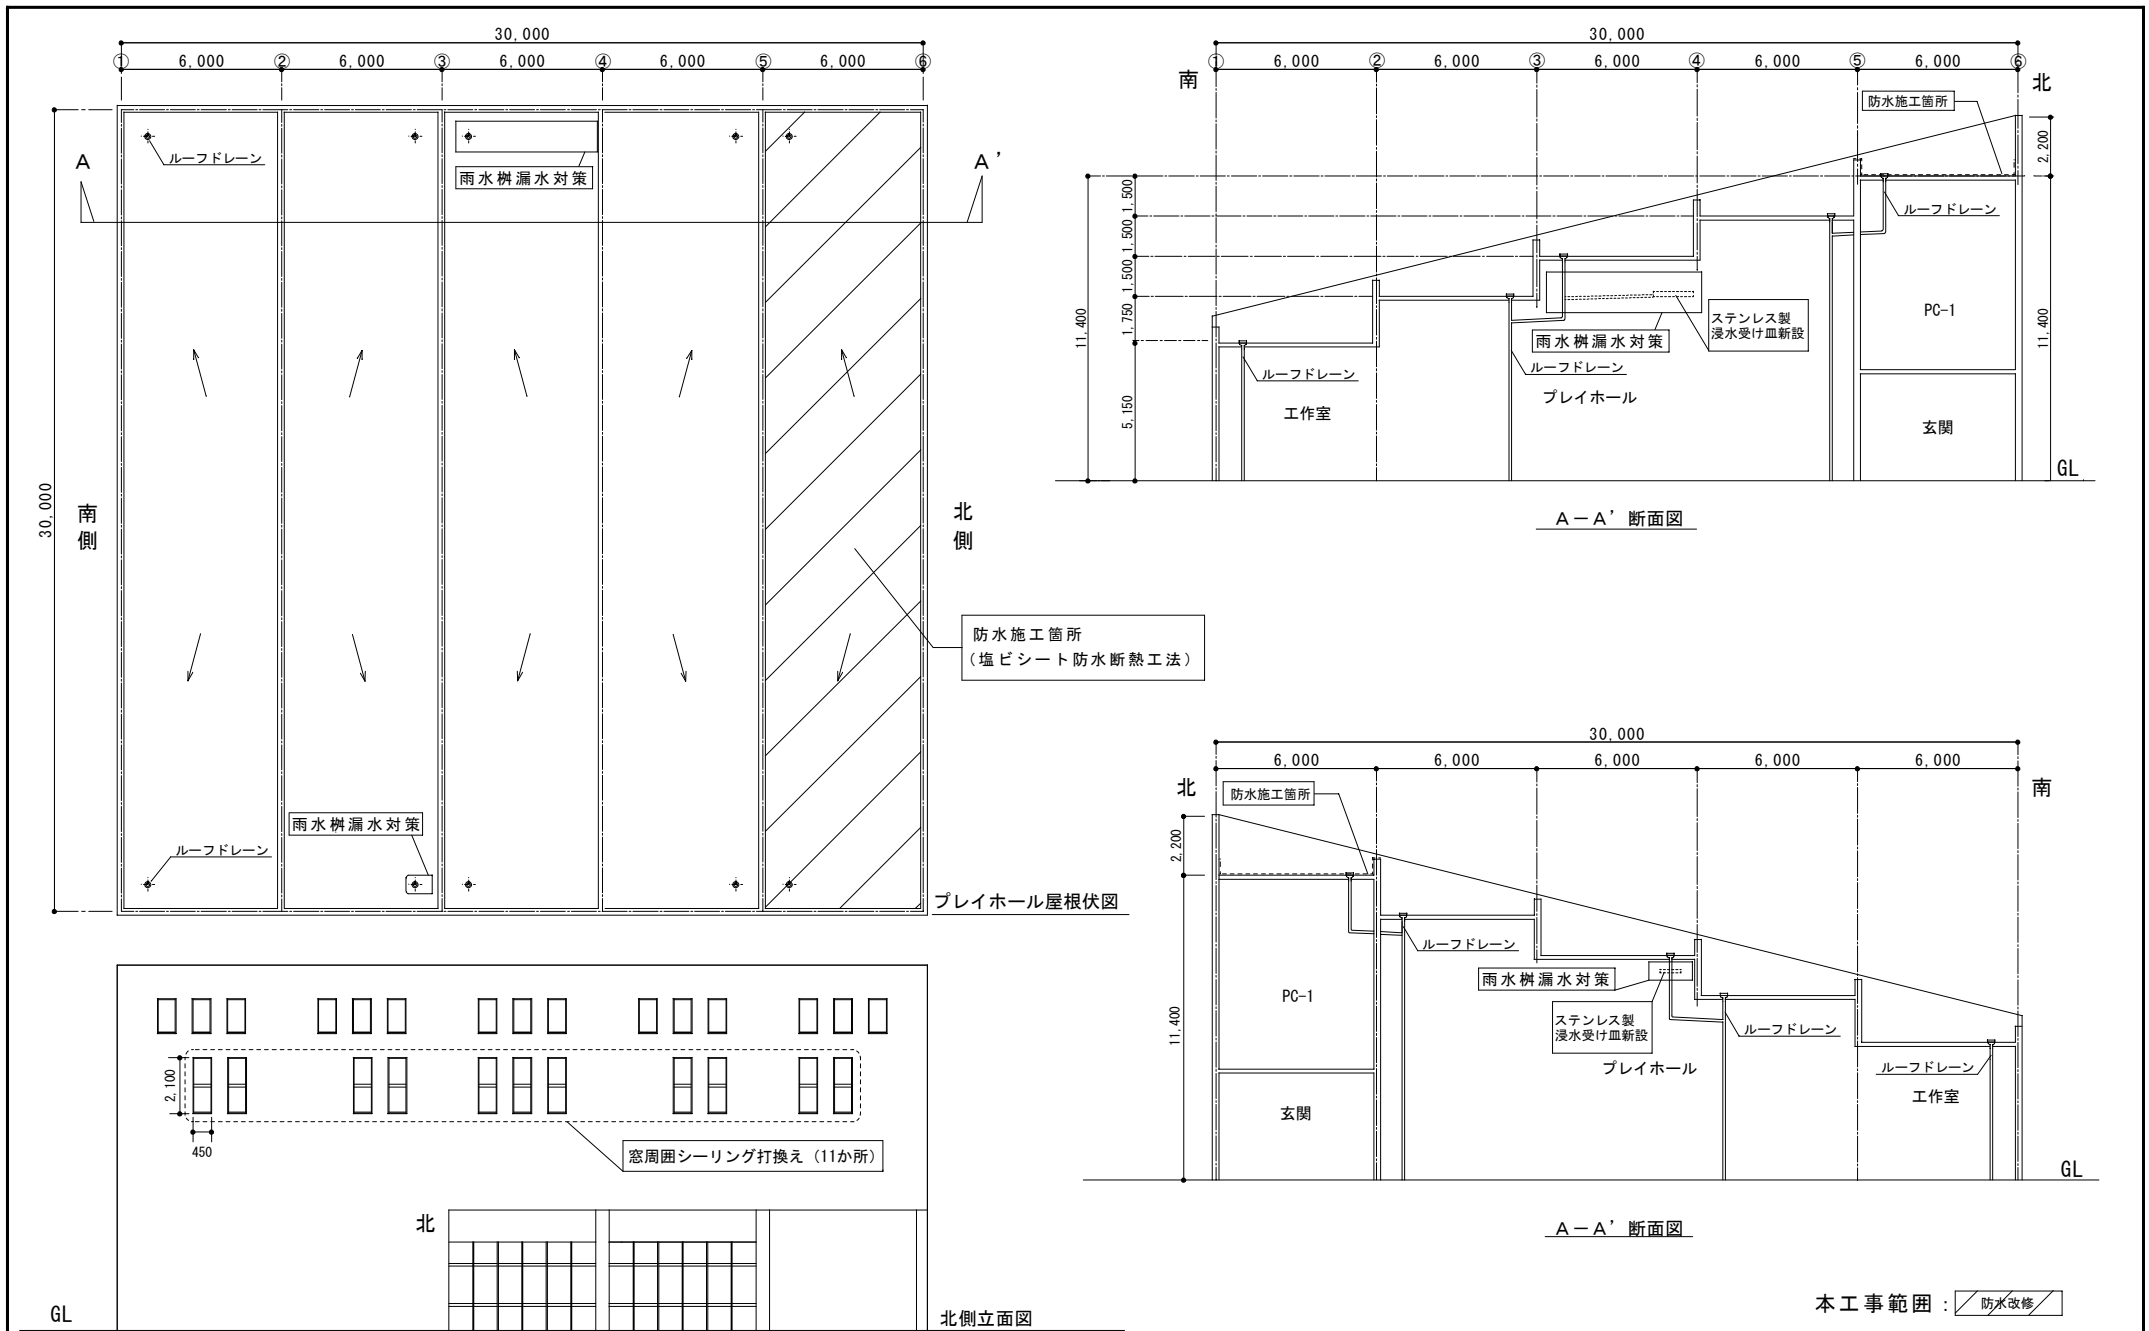 30,000
① 6,000 ② 6,000 ③ 6,000 ④ 6,000 ⑤ 6,000 ⑥
A
A'
ルーフドレーン
雨水桝漏水対策
30,000
南側
北側
防水施工箇所
(塩ビシート防水断熱工法)
雨水桝漏水対策
ルーフドレーン
プレイホール屋根伏図
2,100
450
窓周囲シーリング打換え(11か所)
北
GL
北側立面図
30,000
① 6,000 ② 6,000 ③ 6,000 ④ 6,000 ⑤ 6,000 ⑥
南
北
防水施工箇所
2,200
1,500
1,500
1,500
1,750
5,150
11,400
11,400
ルーフドレーン
PC-1
ステンレス製
浸水受け皿新設
雨水桝漏水対策
ルーフドレーン
ルーフドレーン
プレイホール
工作室
玄関
GL
A-A' 断面図
30,000
6,000 6,000 6,000 6,000 6,000
北
南
防水施工箇所
2,200
11,400
ルーフドレーン
雨水桝漏水対策
PC-1
ステンレス製
浸水受け皿新設
ルーフドレーン
プレイホール
ルーフドレーン
工作室
玄関
GL
A-A' 断面図
本工事範囲: 防水改修